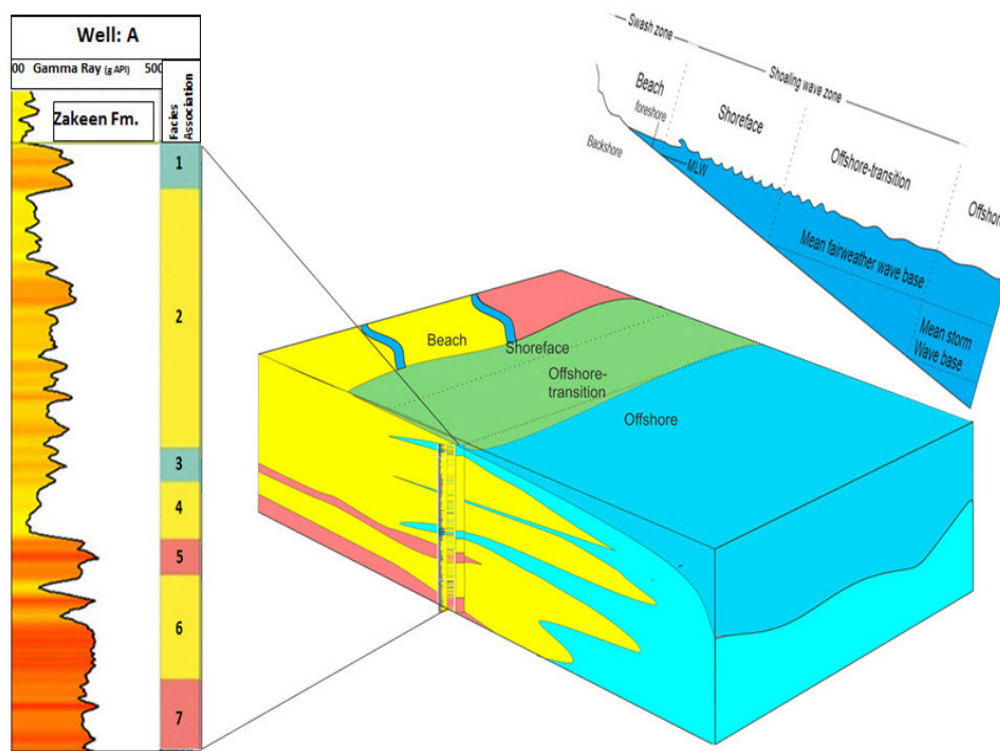 Well: A
00 Gamma Ray (g API) 500
Facies
Association
Zakeen Fm.
1
2
3
4
5
6
7
Swash zone
Shoaling wave zone
Beach
foreshore
Backshore
MLW
Shoreface
Offshore-transition
Offshore
Mean fairweather wave base
Mean storm
Wave base
Beach
Shoreface
Offshore-
transition
Offshore